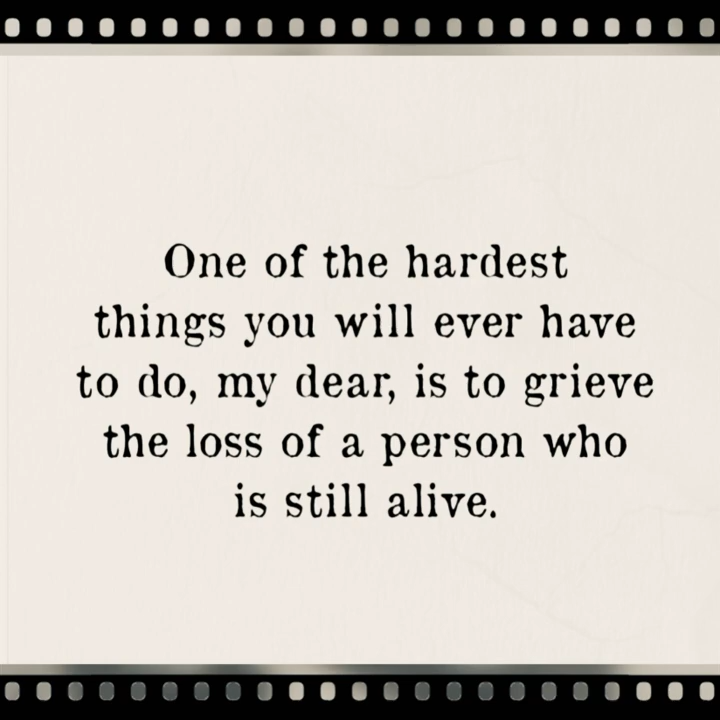 One of the hardest
things you will ever have
to do, my dear, is to grieve
the loss of a person who
is still alive.